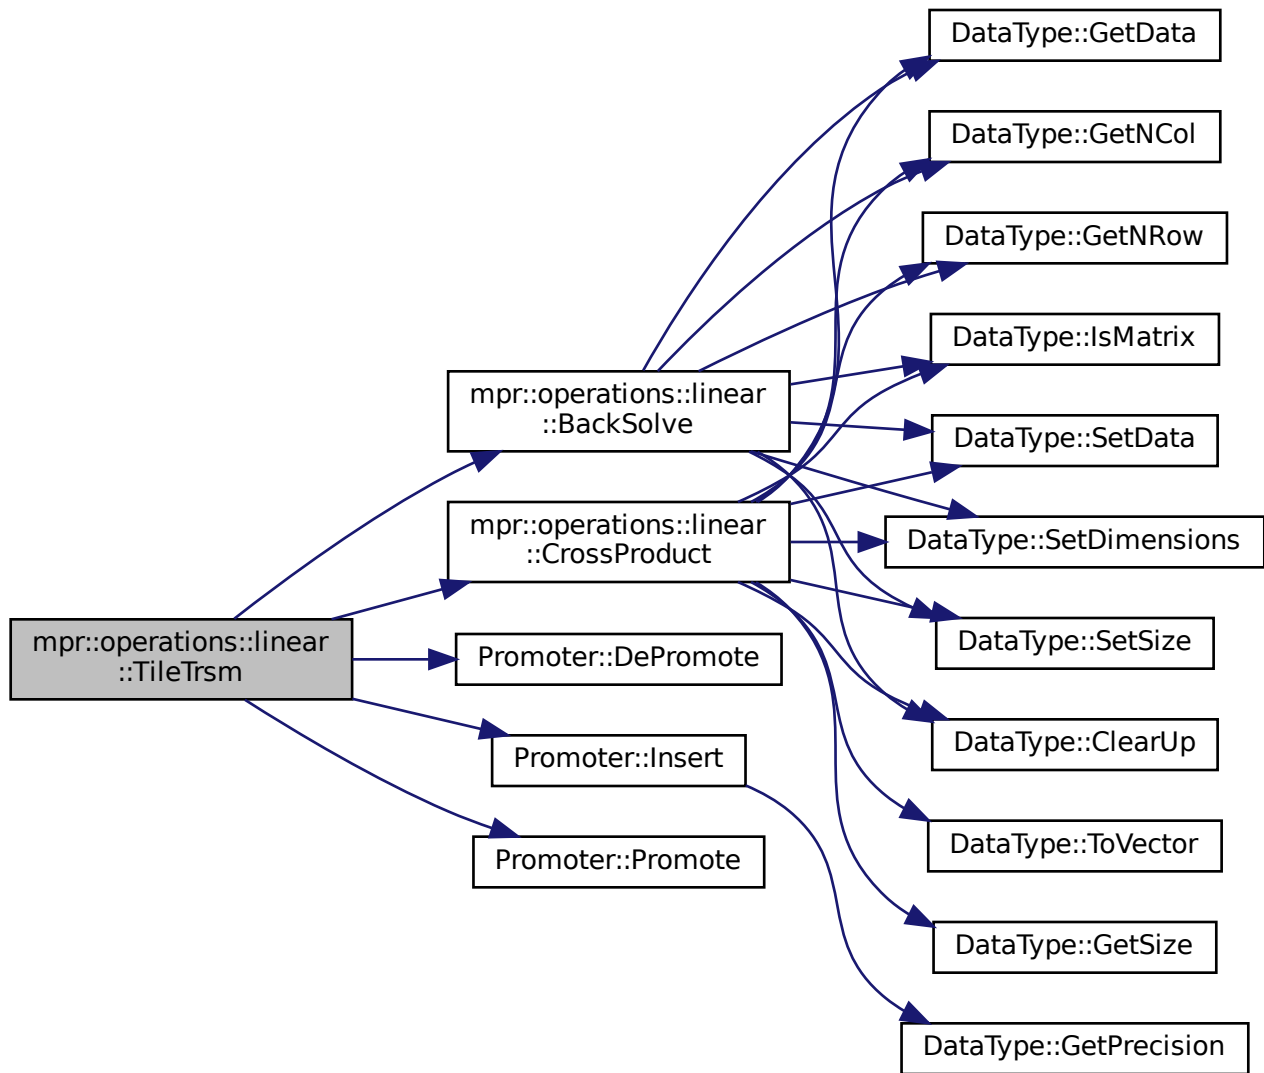 mpr::operations::linear
::TileTrsm
mpr::operations::linear
::BackSolve
mpr::operations::linear
::CrossProduct
Promoter::DePromote
Promoter::Insert
Promoter::Promote
DataType::GetData
DataType::GetNCol
DataType::GetNRow
DataType::IsMatrix
DataType::SetData
DataType::SetDimensions
DataType::SetSize
DataType::ClearUp
DataType::ToVector
DataType::GetSize
DataType::GetPrecision